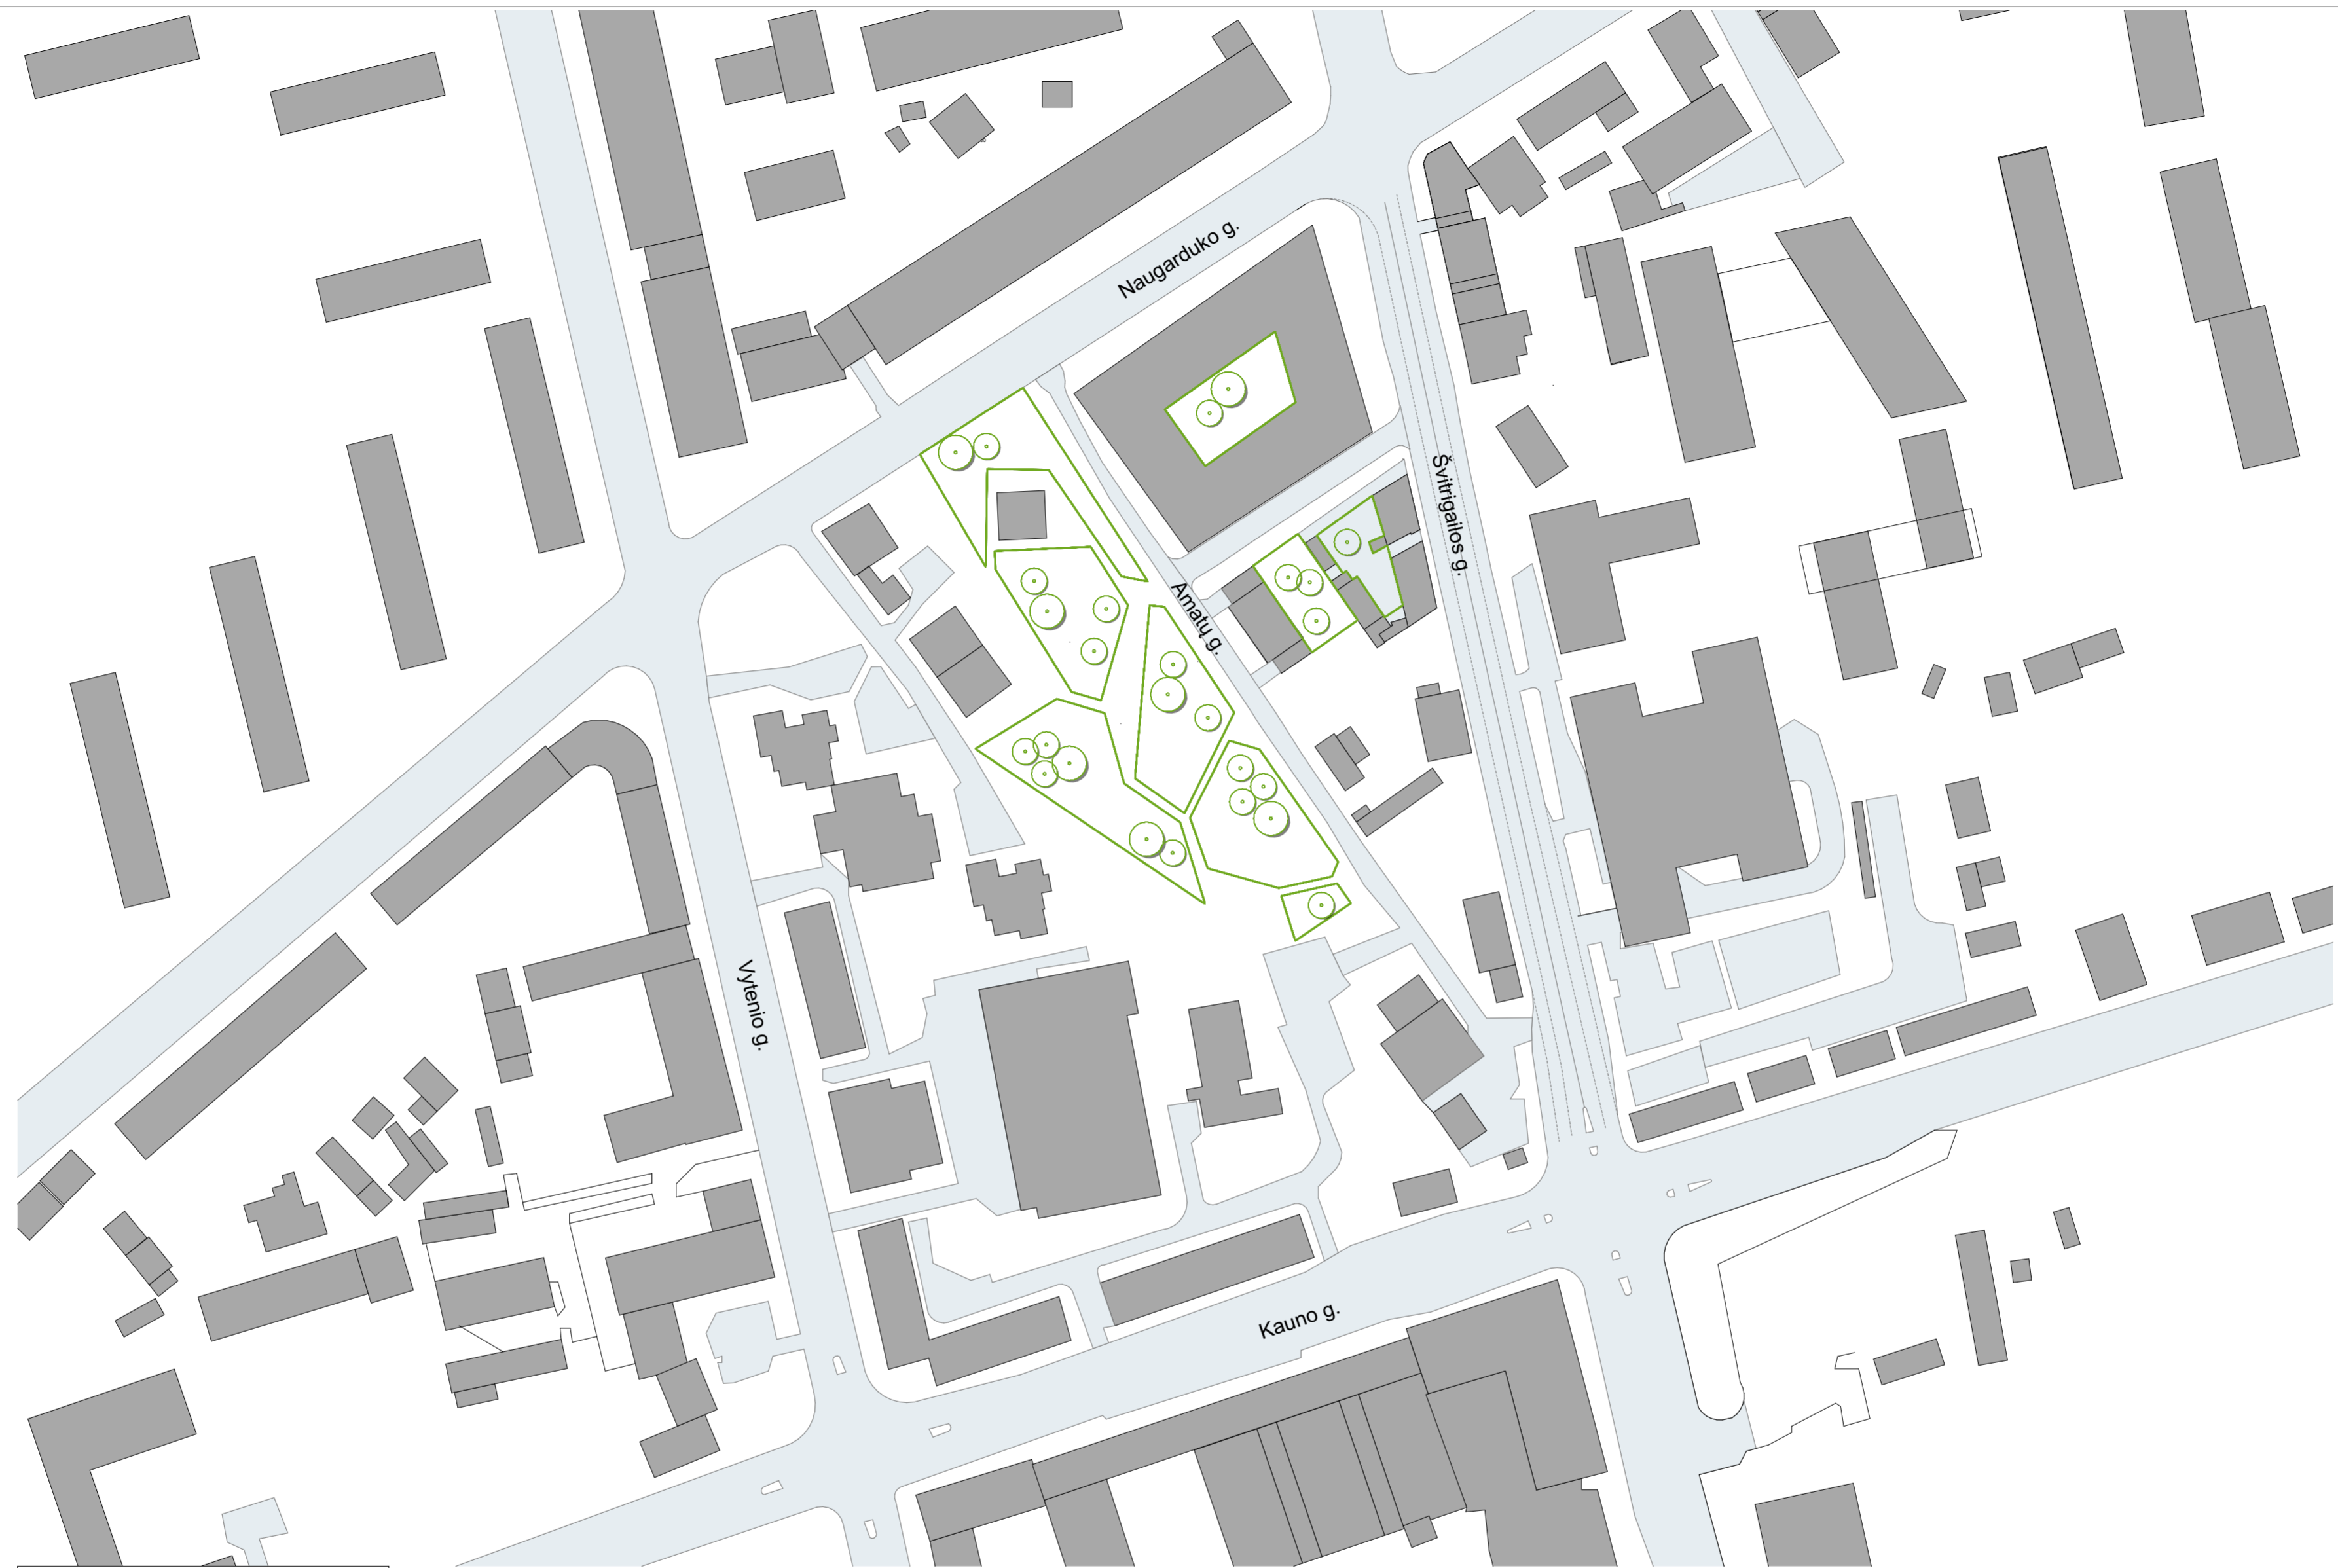 Naugarduko g.
Švitrigailos g.
Amatų g.
Vytenio g.
Kauno g.